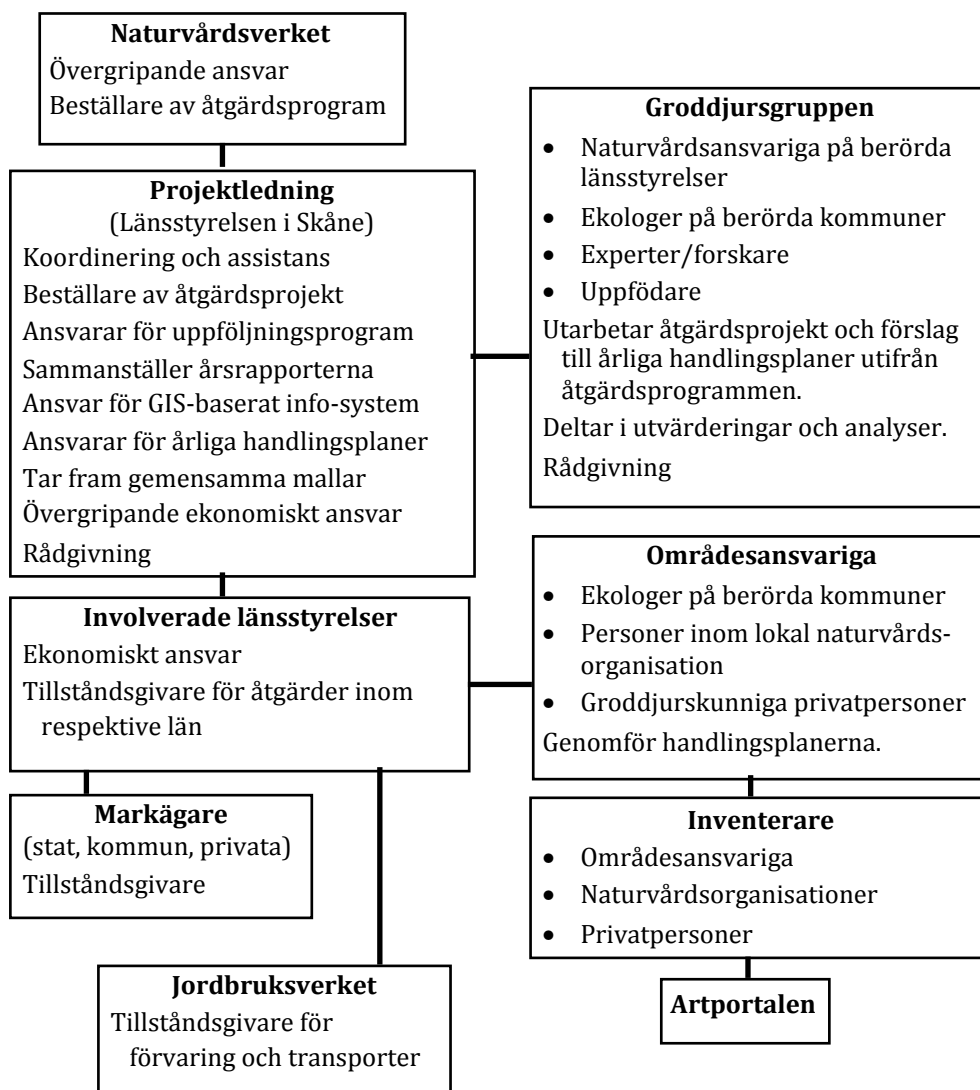 Naturvårdsverket
Övergripande ansvar
Beställare av åtgärdsprogram
Projektledning
(Länsstyrelsen i Skåne)
Koordinering och assistans
Beställare av åtgärdsprojekt
Ansvarar för uppföljningsprogram
Sammanställer årsrapporterna
Ansvar för GIS-baserat info-system
Ansvarar för årliga handlingsplaner
Tar fram gemensamma mallar
Övergripande ekonomiskt ansvar
Rådgivning
Groddjursgruppen
• Naturvårdsansvariga på berörda
länsstyrelser
• Ekologer på berörda kommuner
• Experter/forskare
• Uppfödare
Utarbetar åtgärdsprojekt och förslag
till årliga handlingsplaner utifrån
åtgärdsprogrammen.
Deltar i utvärderingar och analyser.
Rådgivning
Involverade länsstyrelser
Ekonomiskt ansvar
Tillståndsgivare för åtgärder inom
respektive län
Områdesansvariga
• Ekologer på berörda kommuner
• Personer inom lokal naturvårds-
organisation
• Groddjurskunniga privatpersoner
Genomför handlingsplanerna.
Markägare
(stat, kommun, privata)
Tillståndsgivare
Inventerare
• Områdesansvariga
• Naturvårdsorganisationer
• Privatpersoner
Jordbruksverket
Tillståndsgivare för
förvaring och transporter
Artportalen